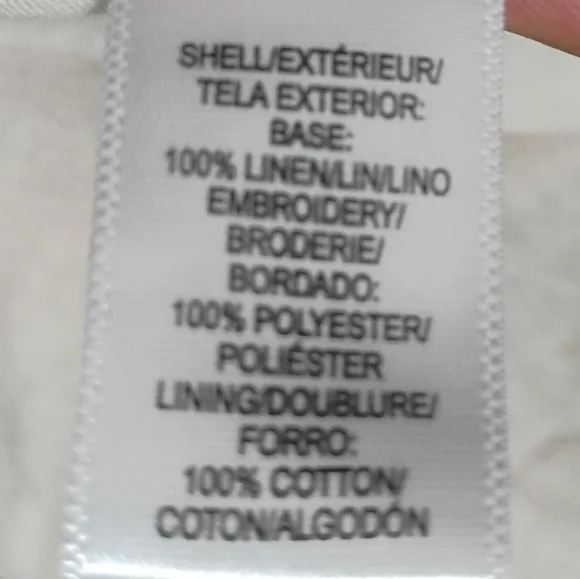 SHELL/EXTÉRIEUR/
TELA EXTERIOR:
BASE:
100% LINEN/LIN/LINO
EMBROIDERY/
BRODERIE/
BORDADO:
100% POLYESTER/
POLIÉSTER
LINING/DOUBLURE/
FORRO:
100% COTTON/
COTON/ALGODÓN